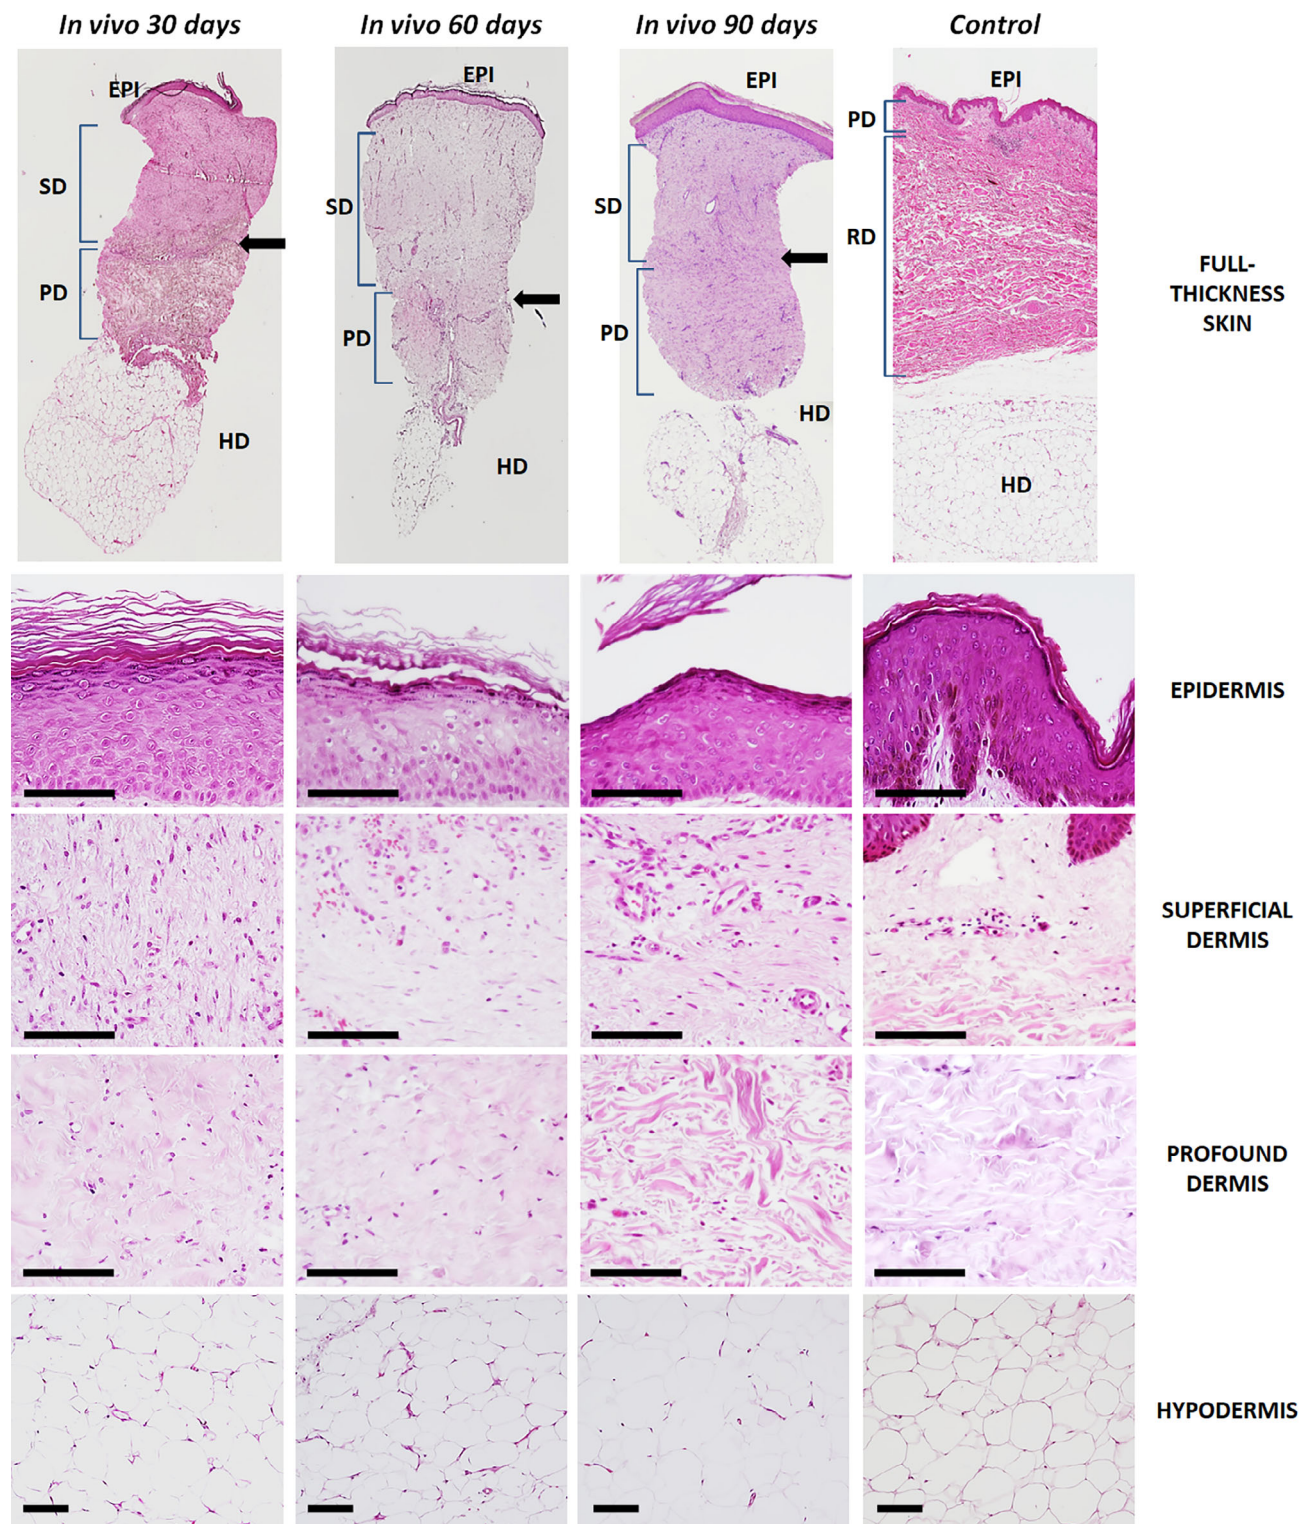 In vivo 30 days
In vivo 60 days
In vivo 90 days
Control
EPI
SD
PD
HD
EPI
SD
PD
HD
EPI
SD
PD
HD
EPI
PD
RD
HD
FULL-
THICKNESS
SKIN
EPIDERMIS
SUPERFICIAL
DERMIS
PROFOUND
DERMIS
HYPODERMIS